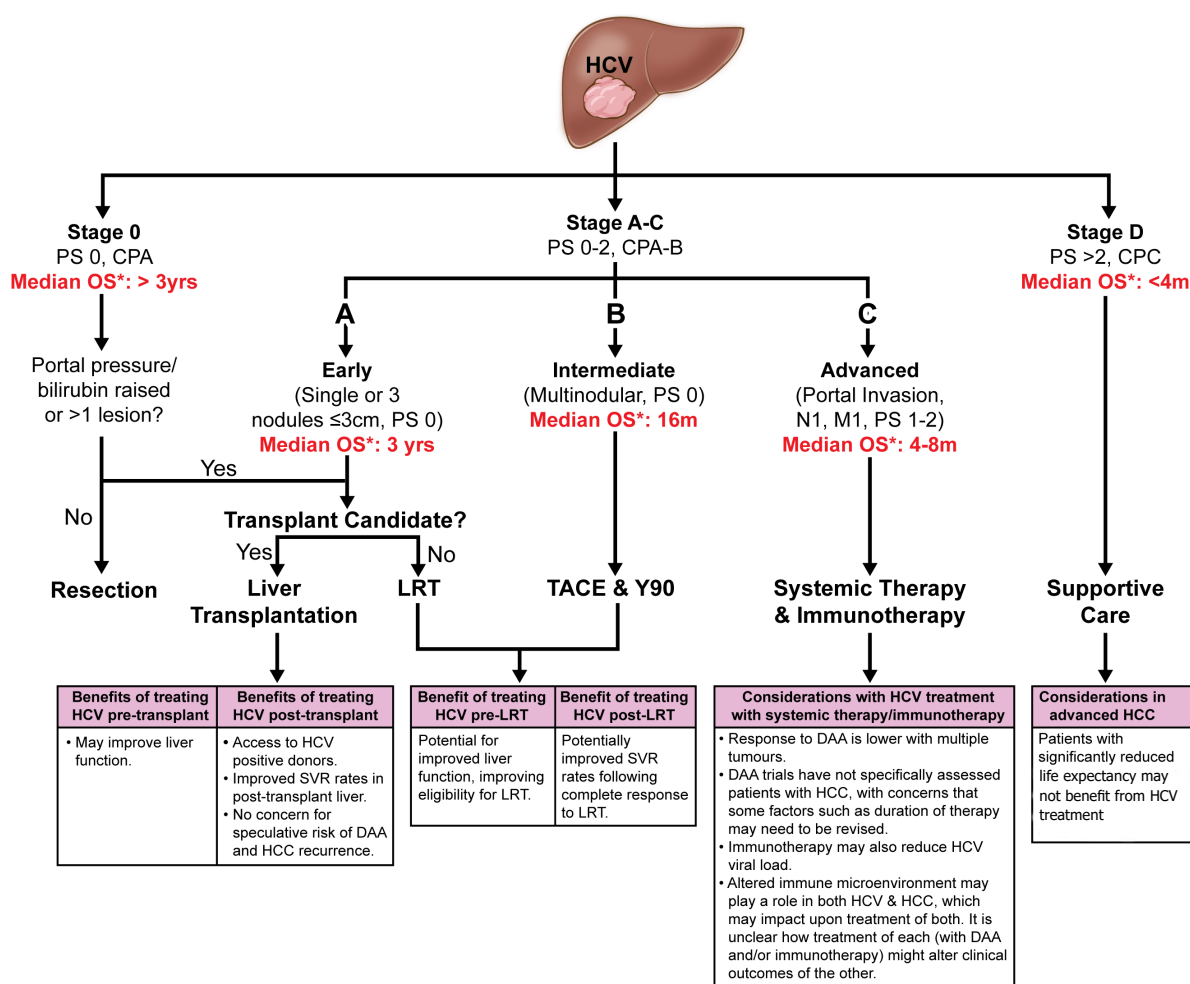 HCV
Stage 0
PS 0, CPA
Median OS*: > 3yrs
Portal pressure/
bilirubin raised
or >1 lesion?
Yes
No
Resection
Stage A-C
PS 0-2, CPA-B
A
Early
(Single or 3
nodules ≤3cm, PS 0)
Median OS*: 3 yrs
Transplant Candidate?
Yes
No
Liver
Transplantation
LRT
B
Intermediate
(Multinodular, PS 0)
Median OS*: 16m
TACE & Y90
C
Advanced
(Portal Invasion,
N1, M1, PS 1-2)
Median OS*: 4-8m
Systemic Therapy
& Immunotherapy
Stage D
PS >2, CPC
Median OS*: <4m
Supportive
Care
Benefits of treating
HCV pre-transplant
• May improve liver
function.
Benefits of treating
HCV post-transplant
• Access to HCV
positive donors.
• Improved SVR rates in
post-transplant liver.
• No concern for
speculative risk of DAA
and HCC recurrence.
Benefit of treating
HCV pre-LRT
Potential for
improved liver
function, improving
eligibility for LRT.
Benefit of treating
HCV post-LRT
Potentially
improved SVR
rates following
complete response
to LRT.
Considerations with HCV treatment
with systemic therapy/immunotherapy
• Response to DAA is lower with multiple
tumours.
• DAA trials have not specifically assessed
patients with HCC, with concerns that
some factors such as duration of therapy
may need to be revised.
• Immunotherapy may also reduce HCV
viral load.
• Altered immune microenvironment may
play a role in both HCV & HCC, which
may impact upon treatment of both. It is
unclear how treatment of each (with DAA
and/or immunotherapy) might alter clinical
outcomes of the other.
Considerations in
advanced HCC
Patients with
significantly reduced
life expectancy may
not benefit from HCV
treatment